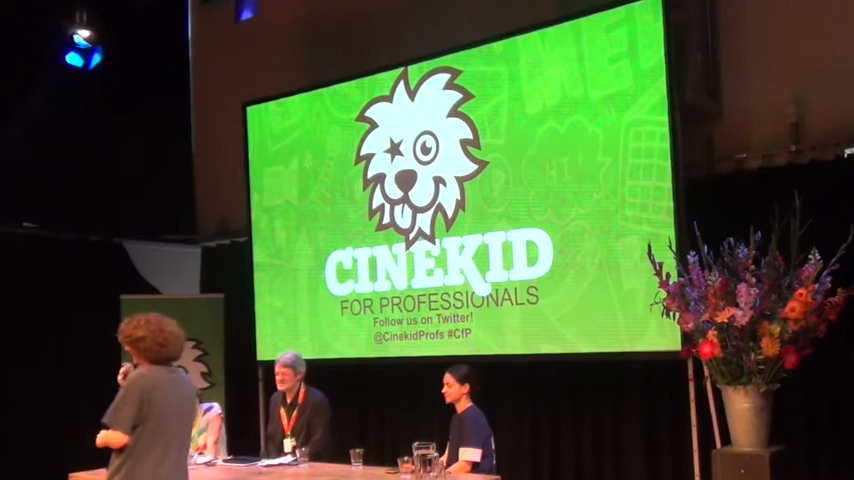 CINEKID
FOR PROFESSIONALS
Follow us on Twitter!
@CinekidProfs #CfP